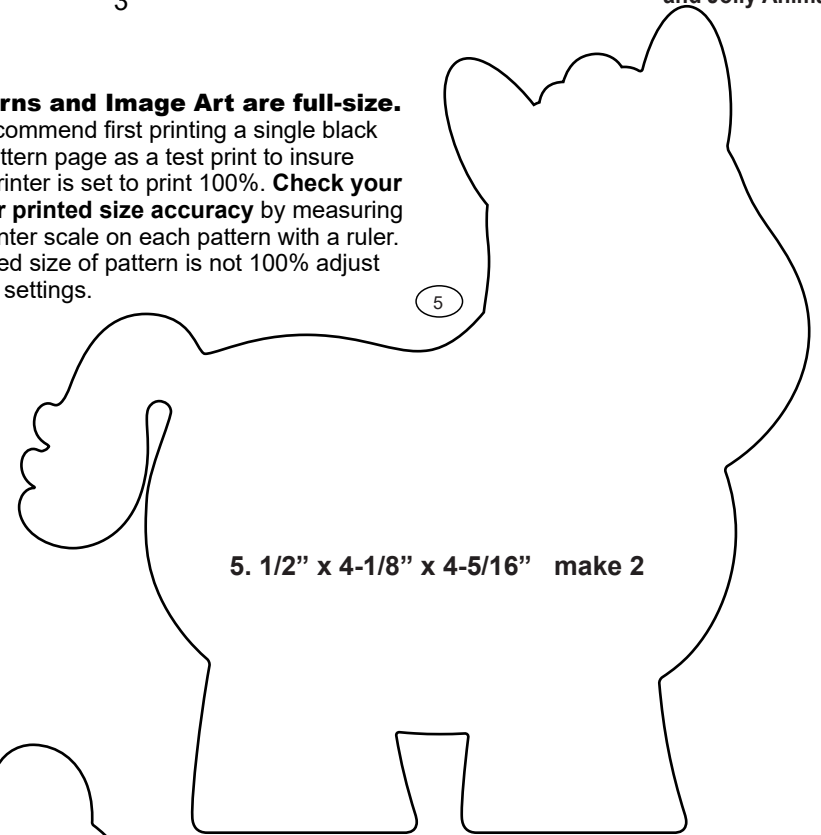 3
and Jolly Anima
rns and Image Art are full-size.
commend first printing a single black
ttern page as a test print to insure
rinter is set to print 100%. Check your
r printed size accuracy by measuring
nter scale on each pattern with a ruler.
ed size of pattern is not 100% adjust
settings.
5
5. 1/2” x 4-1/8” x 4-5/16” make 2